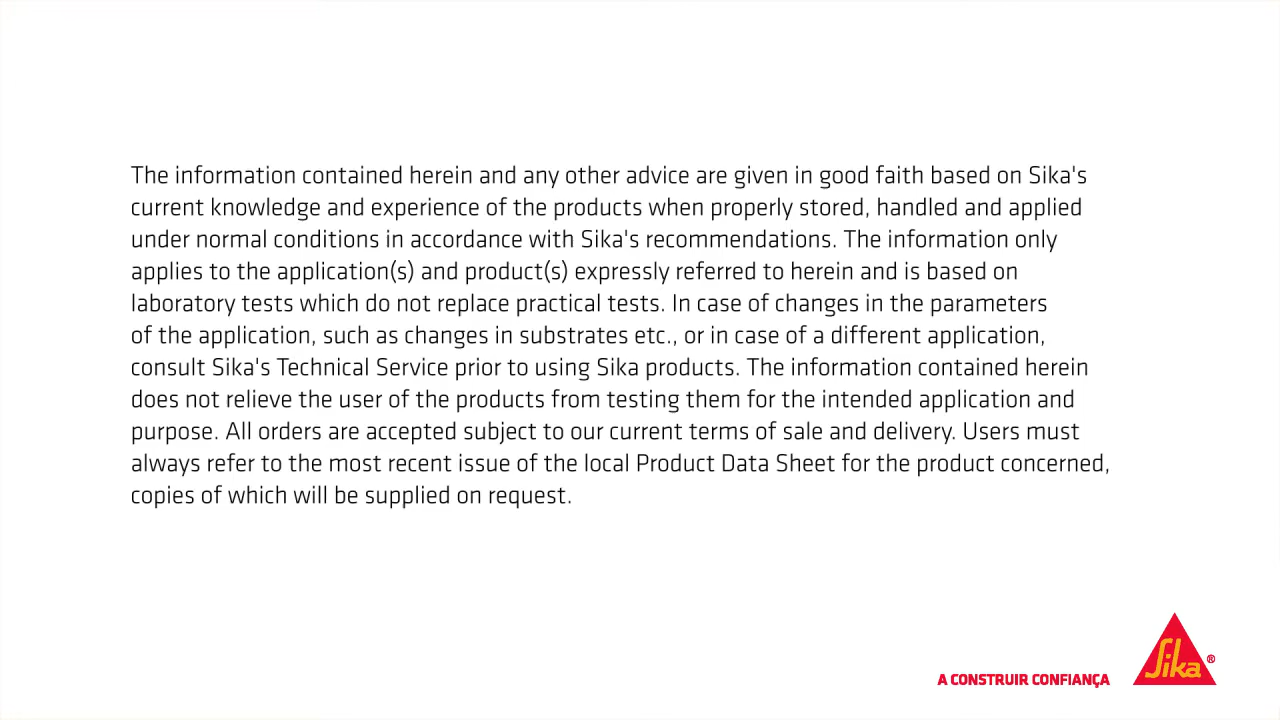 The information contained herein and any other advice are given in good faith based on Sika's
current knowledge and experience of the products when properly stored, handled and applied
under normal conditions in accordance with Sika's recommendations. The information only
applies to the application(s) and product(s) expressly referred to herein and is based on
laboratory tests which do not replace practical tests. In case of changes in the parameters
of the application, such as changes in substrates etc., or in case of a different application,
consult Sika's Technical Service prior to using Sika products. The information contained herein
does not relieve the user of the products from testing them for the intended application and
purpose. All orders are accepted subject to our current terms of sale and delivery. Users must
always refer to the most recent issue of the local Product Data Sheet for the product concerned,
copies of which will be supplied on request.
A CONSTRUIR CONFIANÇA
Sika®